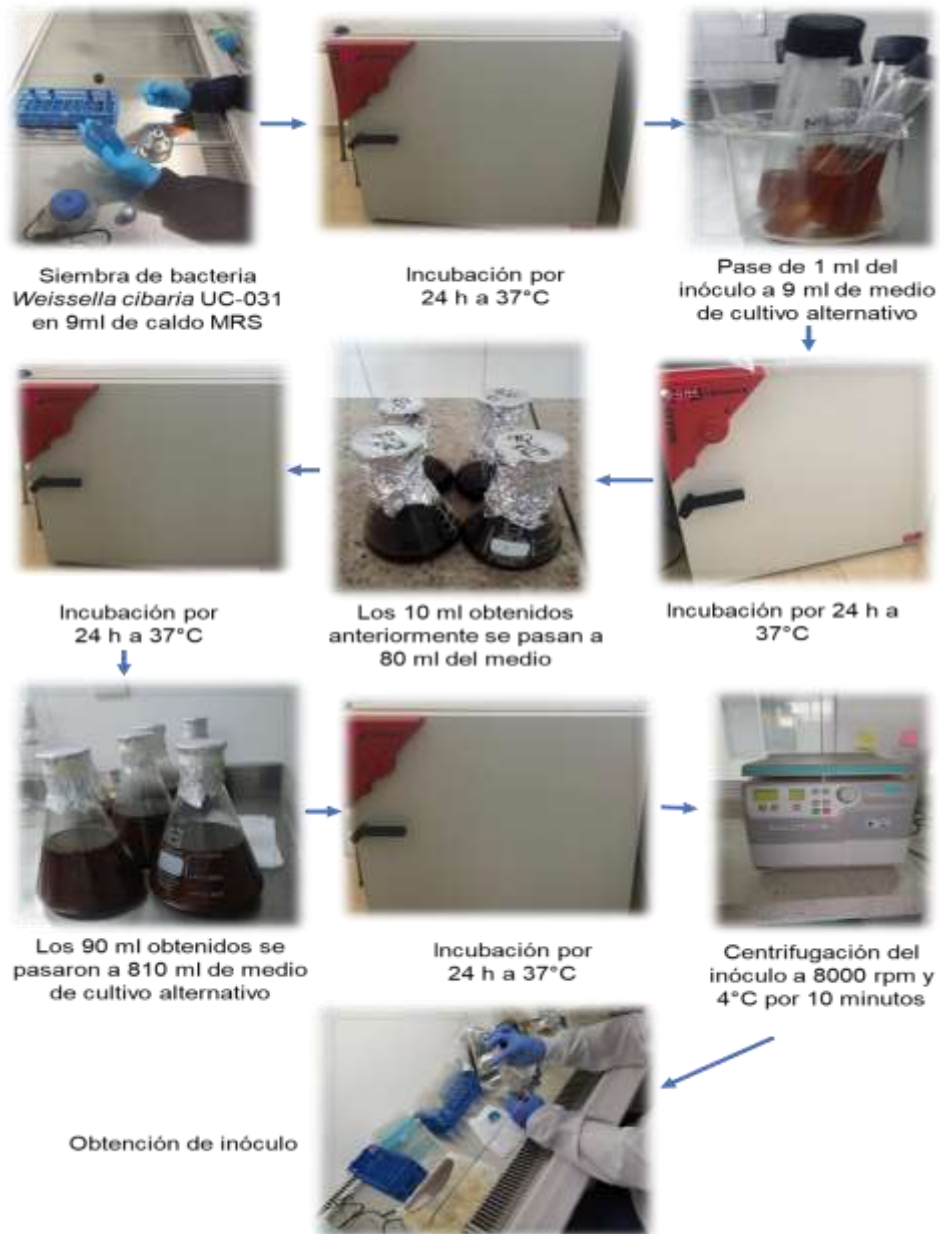 Siembra de bacteria
Weissella cibaria UC-031
en 9ml de caldo MRS
Incubación por
24 h a 37°C
Pase de 1 ml del
inóculo a 9 ml de medio
de cultivo alternativo
Incubación por 24 h a
37°C
Los 10 ml obtenidos
anteriormente se pasan a
80 ml del medio
Incubación por
24 h a 37°C
Los 90 ml obtenidos se
pasaron a 810 ml de medio
de cultivo alternativo
Incubación por
24 h a 37°C
Centrifugación del
inóculo a 8000 rpm y
4°C por 10 minutos
Obtención de inóculo